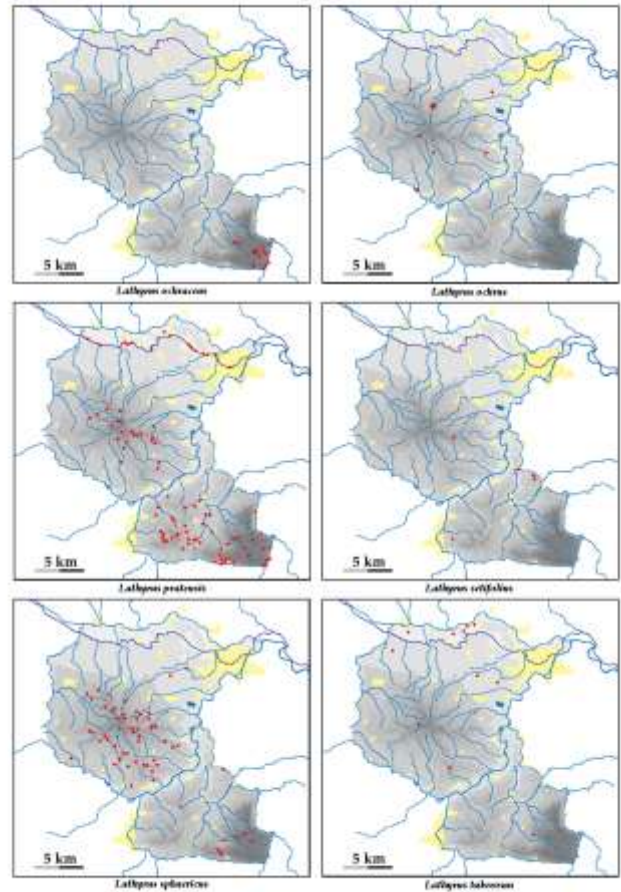 5 km
5 km
Lathyrus ochraceus
Lathyrus ochrus
5 km
5 km
Lathyrus pratensis
Lathyrus setifolius
5 km
5 km
Lathyrus sphaericus
Lathyrus tuberosus